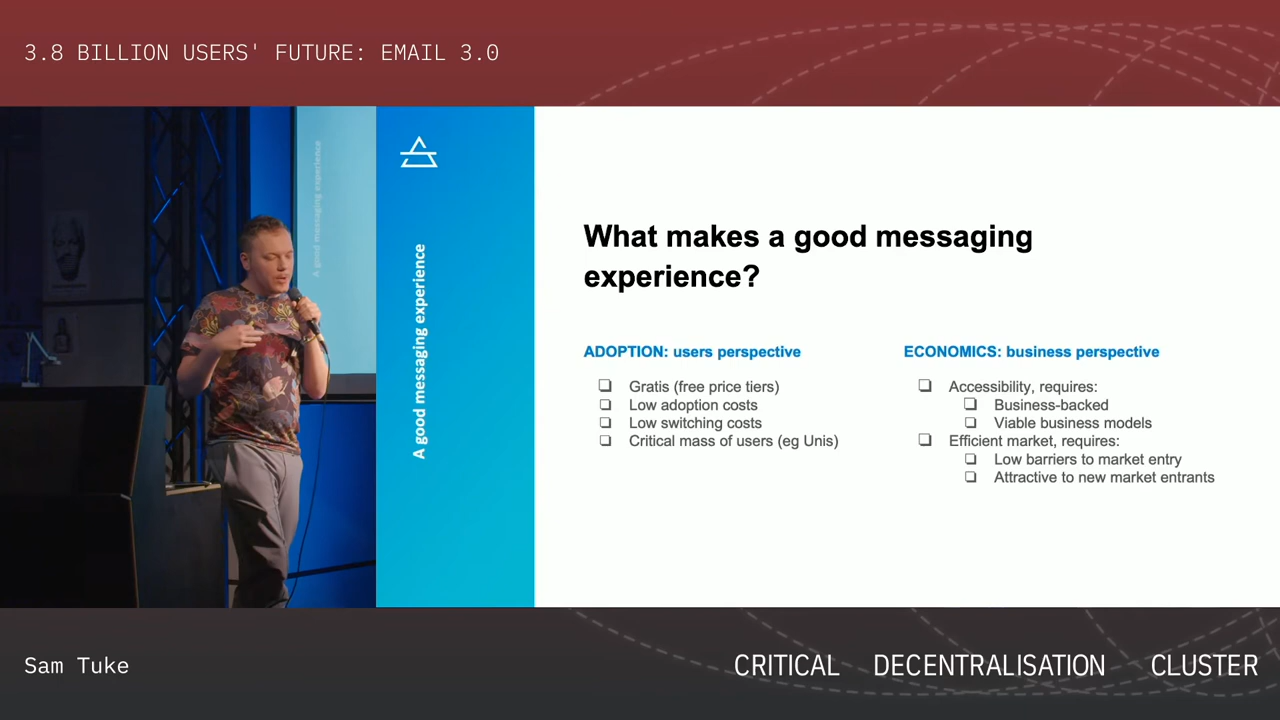 3.8 BILLION USERS' FUTURE: EMAIL 3.0
A good messaging experience
A good messaging experience
What makes a good messaging
experience?
ADOPTION: users perspective
Gratis (free price tiers)
Low adoption costs
Low switching costs
Critical mass of users (eg Unis)
ECONOMICS: business perspective
Accessibility, requires:
Business-backed
Viable business models
Efficient market, requires:
Low barriers to market entry
Attractive to new market entrants
Sam Tuke
CRITICAL DECENTRALISATION CLUSTER